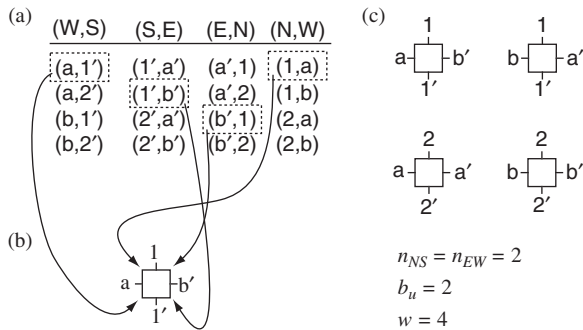 (a)
(W,S) (S,E) (E,N) (N,W)
(a,1′) (1′,a′) (a′,1) (1,a)
(a,2′) (1′,b′) (a′,2) (1,b)
(b,1′) (2′,a′) (b′,1) (2,a)
(b,2′) (2′,b′) (b′,2) (2,b)
(b)
1
a b′
1′
(c)
1 1
a b′ b a′
1′ 1′
2 2
a a′ b b′
2′ 2′
n_NS = n_EW = 2
b_u = 2
w = 4